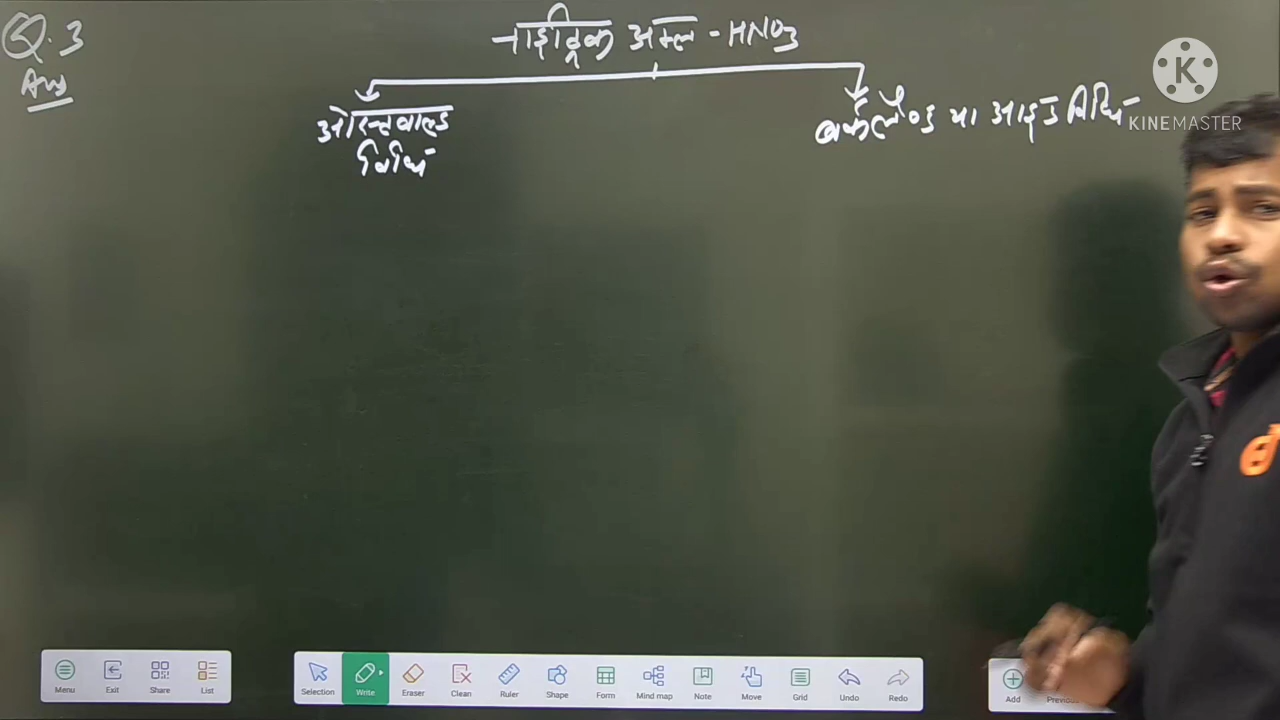 Q.3
Ans
नाइट्रिक अम्ल - HNO3
ओस्तवाल्ड
विधि
बर्कलैण्ड या आइड विधि
K
KINEMASTER
Menu
Exit
Share
List
Selection
Write
Eraser
Clean
Ruler
Shape
Form
Mind map
Note
Move
Grid
Undo
Redo
Add